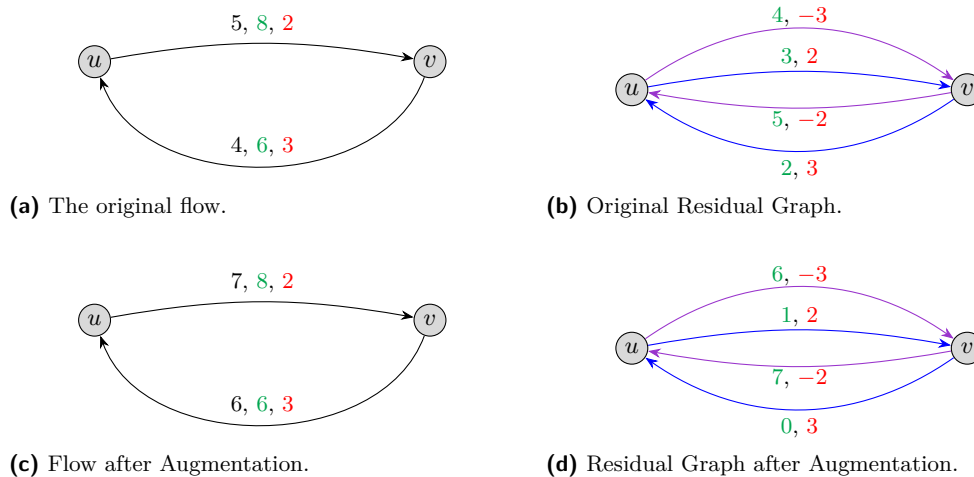 5, 8, 2
u v
4, 6, 3
(a) The original flow.
4, −3
3, 2
u v
5, −2
2, 3
(b) Original Residual Graph.
7, 8, 2
u v
6, 6, 3
(c) Flow after Augmentation.
6, −3
1, 2
u v
7, −2
0, 3
(d) Residual Graph after Augmentation.